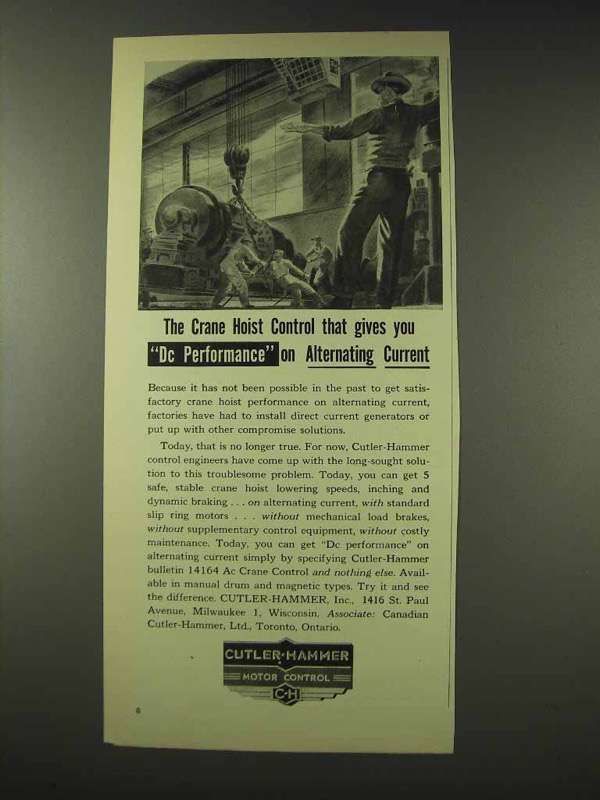 The Crane Hoist Control that gives you
"Dc Performance" on Alternating Current
Because it has not been possible in the past to get satis-
factory crane hoist performance on alternating current,
factories have had to install direct current generators or
put up with other compromise solutions.
Today, that is no longer true. For now, Cutler-Hammer
control engineers have come up with the long-sought solu-
tion to this troublesome problem. Today, you can get 5
safe, stable crane hoist lowering speeds, inching and
dynamic braking . . . on alternating current, with standard
slip ring motors . . . without mechanical load brakes,
without supplementary control equipment, without costly
maintenance. Today, you can get "Dc performance" on
alternating current simply by specifying Cutler-Hammer
bulletin 14164 Ac Crane Control and nothing else. Avail-
able in manual drum and magnetic types. Try it and see
the difference. CUTLER-HAMMER, Inc., 1416 St. Paul
Avenue, Milwaukee 1, Wisconsin. Associate: Canadian
Cutler-Hammer, Ltd., Toronto, Ontario.
CUTLER-HAMMER
MOTOR CONTROL
C-H
6